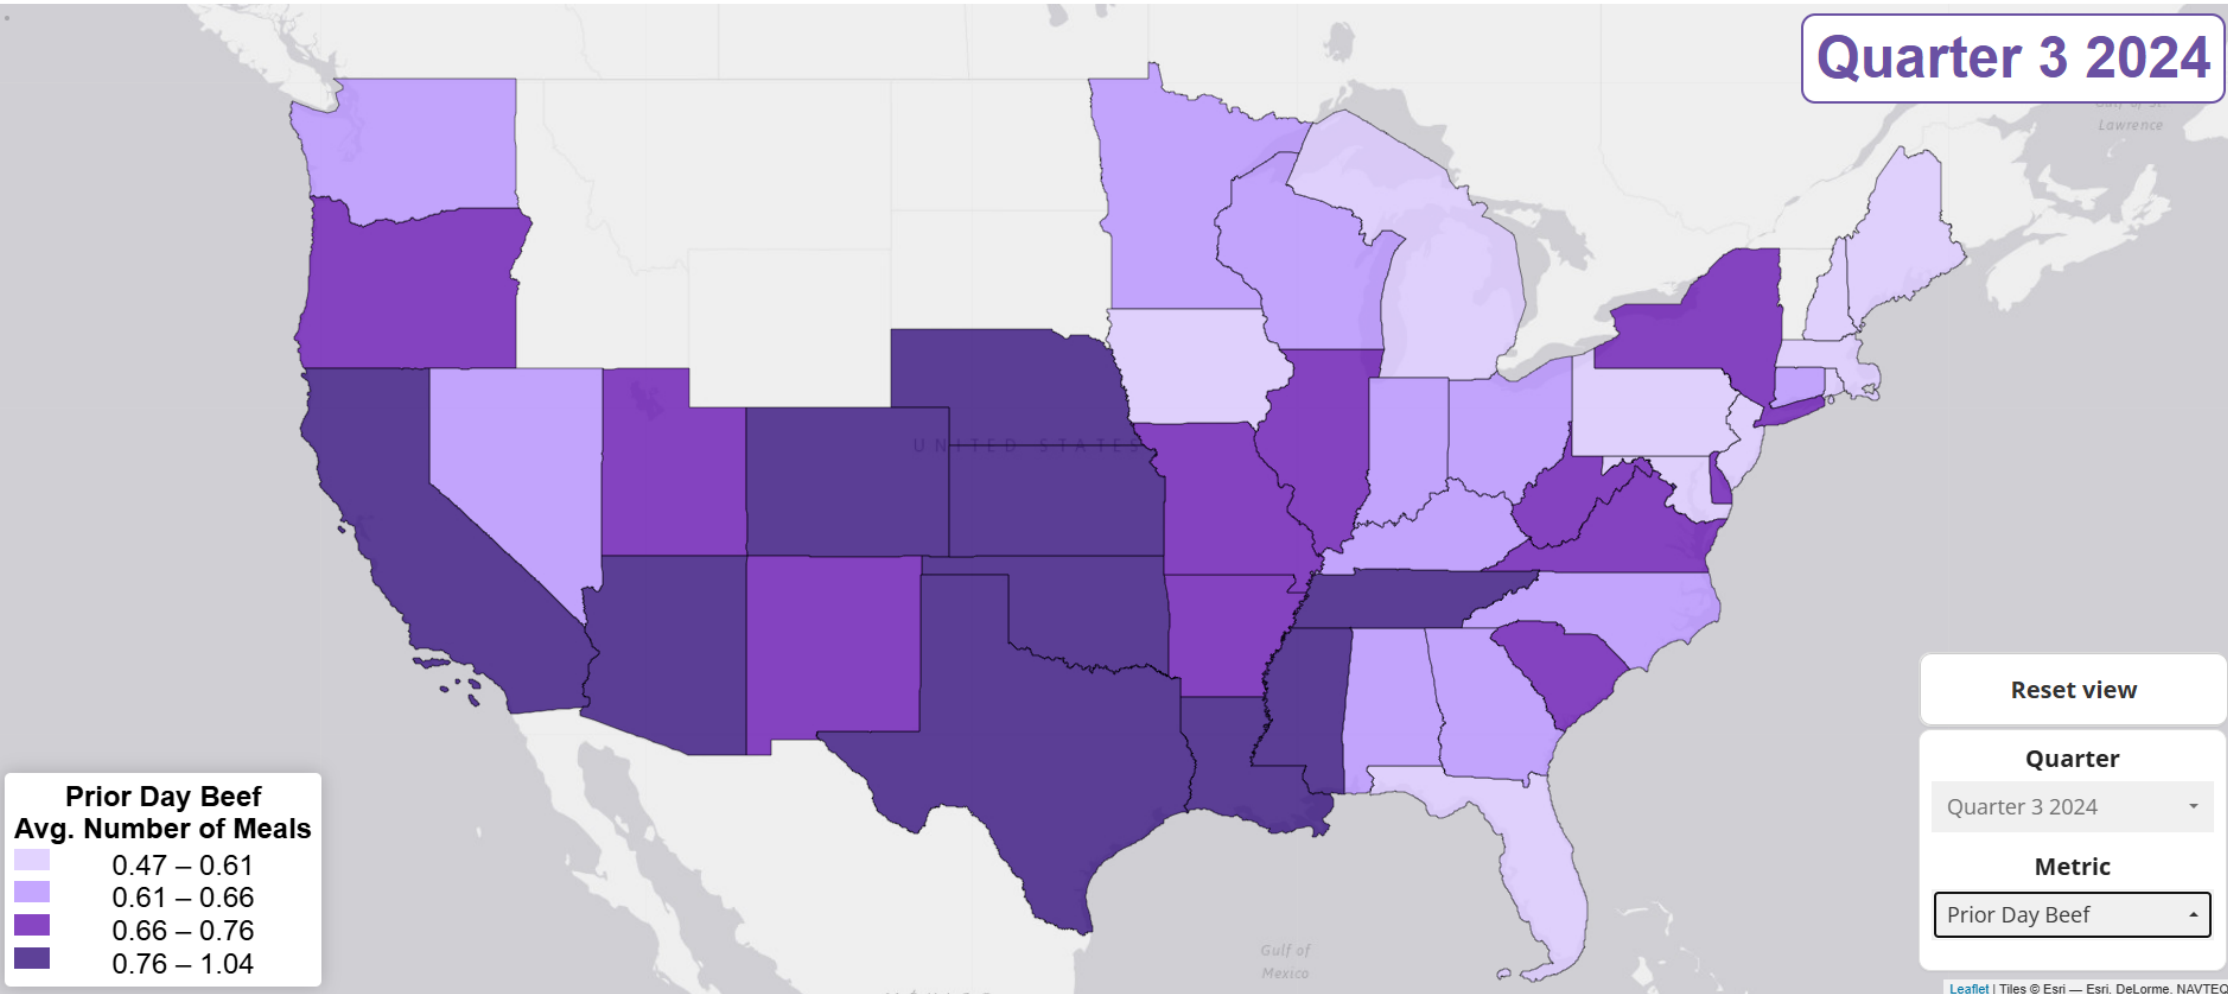 Quarter 3 2024
Lawrence
UNITED STATES
Reset view
Quarter
Quarter 3 2024
Metric
Prior Day Beef
Prior Day Beef
Avg. Number of Meals
0.47 – 0.61
0.61 – 0.66
0.66 – 0.76
0.76 – 1.04
Gulf of
Mexico
Leaflet | Tiles © Esri — Esri, DeLorme, NAVTEQ